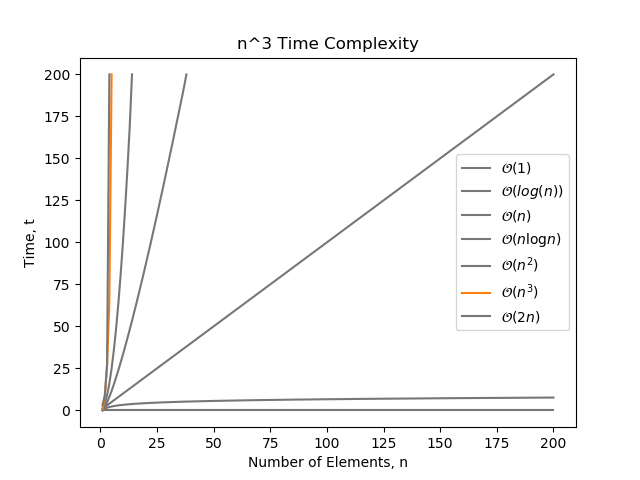 n^3 Time Complexity
Time, t
200
175
150
125
100
75
50
25
0
𝒪(1)
𝒪(log(n))
𝒪(n)
𝒪(nlogn)
𝒪(n²)
𝒪(n³)
𝒪(2n)
0 25 50 75 100 125 150 175 200
Number of Elements, n